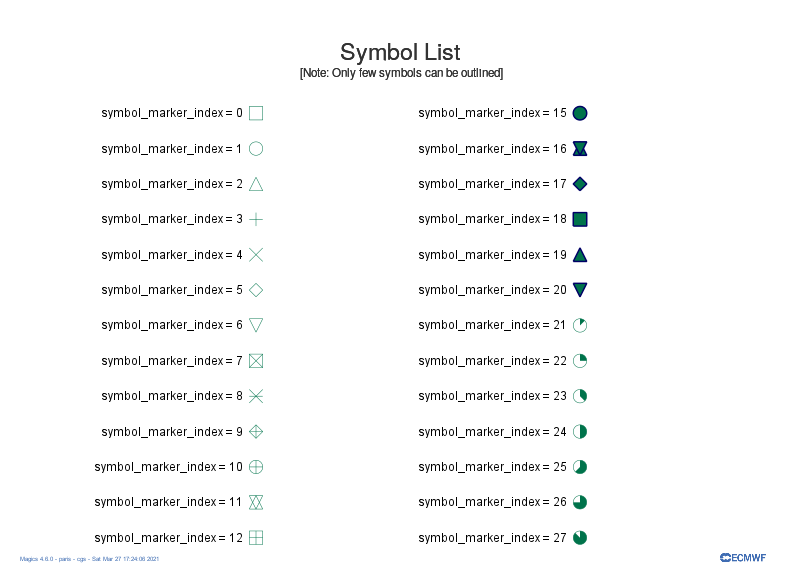 Symbol List
[Note: Only few symbols can be outlined]
symbol_marker_index = 0
symbol_marker_index = 1
symbol_marker_index = 2
symbol_marker_index = 3
symbol_marker_index = 4
symbol_marker_index = 5
symbol_marker_index = 6
symbol_marker_index = 7
symbol_marker_index = 8
symbol_marker_index = 9
symbol_marker_index = 10
symbol_marker_index = 11
symbol_marker_index = 12
symbol_marker_index = 15
symbol_marker_index = 16
symbol_marker_index = 17
symbol_marker_index = 18
symbol_marker_index = 19
symbol_marker_index = 20
symbol_marker_index = 21
symbol_marker_index = 22
symbol_marker_index = 23
symbol_marker_index = 24
symbol_marker_index = 25
symbol_marker_index = 26
symbol_marker_index = 27
Magics 4.6.0 - paris - cgs - Sat Mar 27 17:24:06 2021
ECMWF